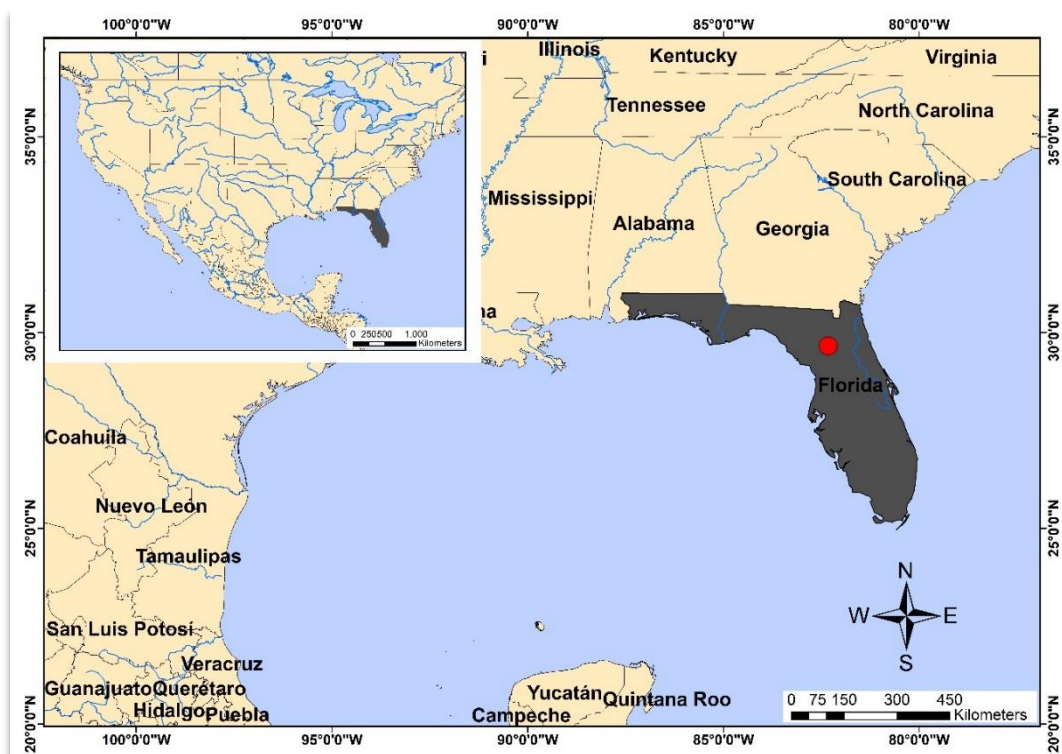 100°0'0"W 95°0'0"W 90°0'0"W 85°0'0"W 80°0'0"W
Illinois
Kentucky
Virginia
Tennessee
North Carolina
South Carolina
Mississippi
Alabama
Georgia
Florida
0 250500 1.000
Kilometers
Coahuila
Nuevo León
Tamaulipas
San Luis Potosí
Veracruz
Guanajuato Querétaro
Hidalgo Puebla
Yucatán Quintana Roo
Campeche
N
W E
S
0 75 150 300 450
Kilometers
35°0'0"N
30°0'0"N
25°0'0"N
20°0'0"N
35°0'0"N
30°0'0"N
25°0'0"N
20°0'0"N
100°0'0"W 95°0'0"W 90°0'0"W 85°0'0"W 80°0'0"W